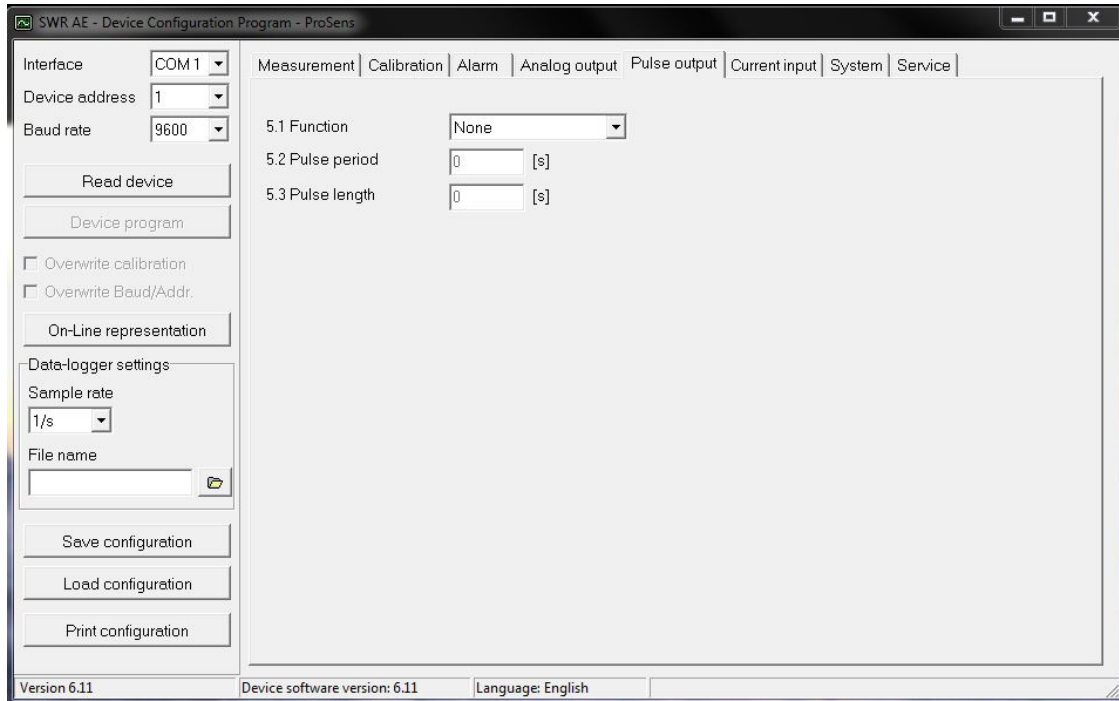 SWR AE - Device Configuration Program - ProSens
Interface COM 1
Device address 1
Baud rate 9600
Read device
Device program
Overwrite calibration
Overwrite Baud/Addr.
On-Line representation
Data-logger settings
Sample rate
1/s
File name
Save configuration
Load configuration
Print configuration
Measurement Calibration Alarm Analog output Pulse output Current input System Service
5.1 Function None
5.2 Pulse period 0 [s]
5.3 Pulse length 0 [s]
Version 6.11 Device software version: 6.11 Language: English